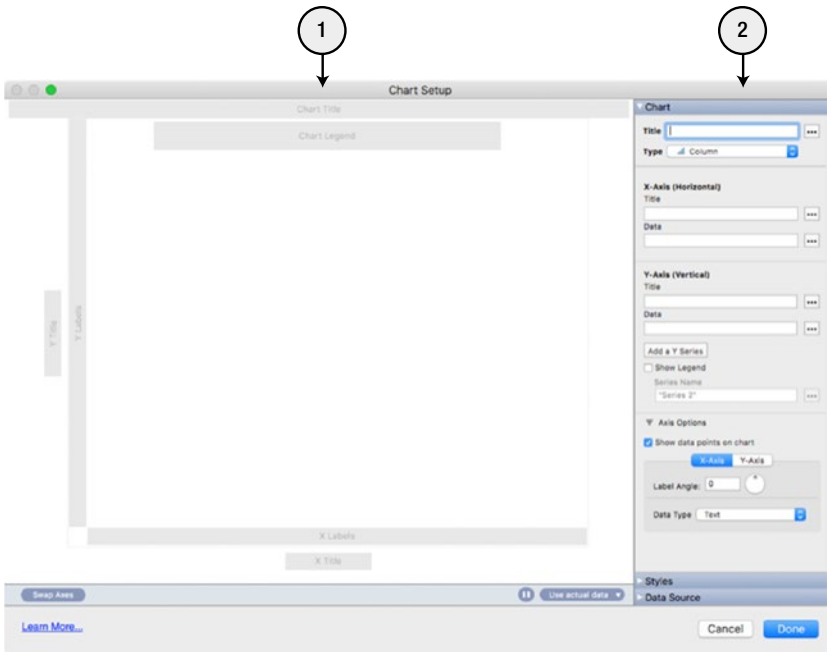 1
2
Chart Setup
Chart Title
Chart Legend
Y Title
Y Labels
X Labels
X Title
Swap Axes
Use actual data
Learn More...
Chart
Title
...
Type Column
X-Axis (Horizontal)
Title
...
Data
...
Y-Axis (Vertical)
Title
...
Data
...
Add a Y Series
Show Legend
Series Name
"Series 2" ...
Axis Options
Show data points on chart
X-Axis Y-Axis
Label Angle: 0
Data Type Text
Styles
Data Source
Cancel Done